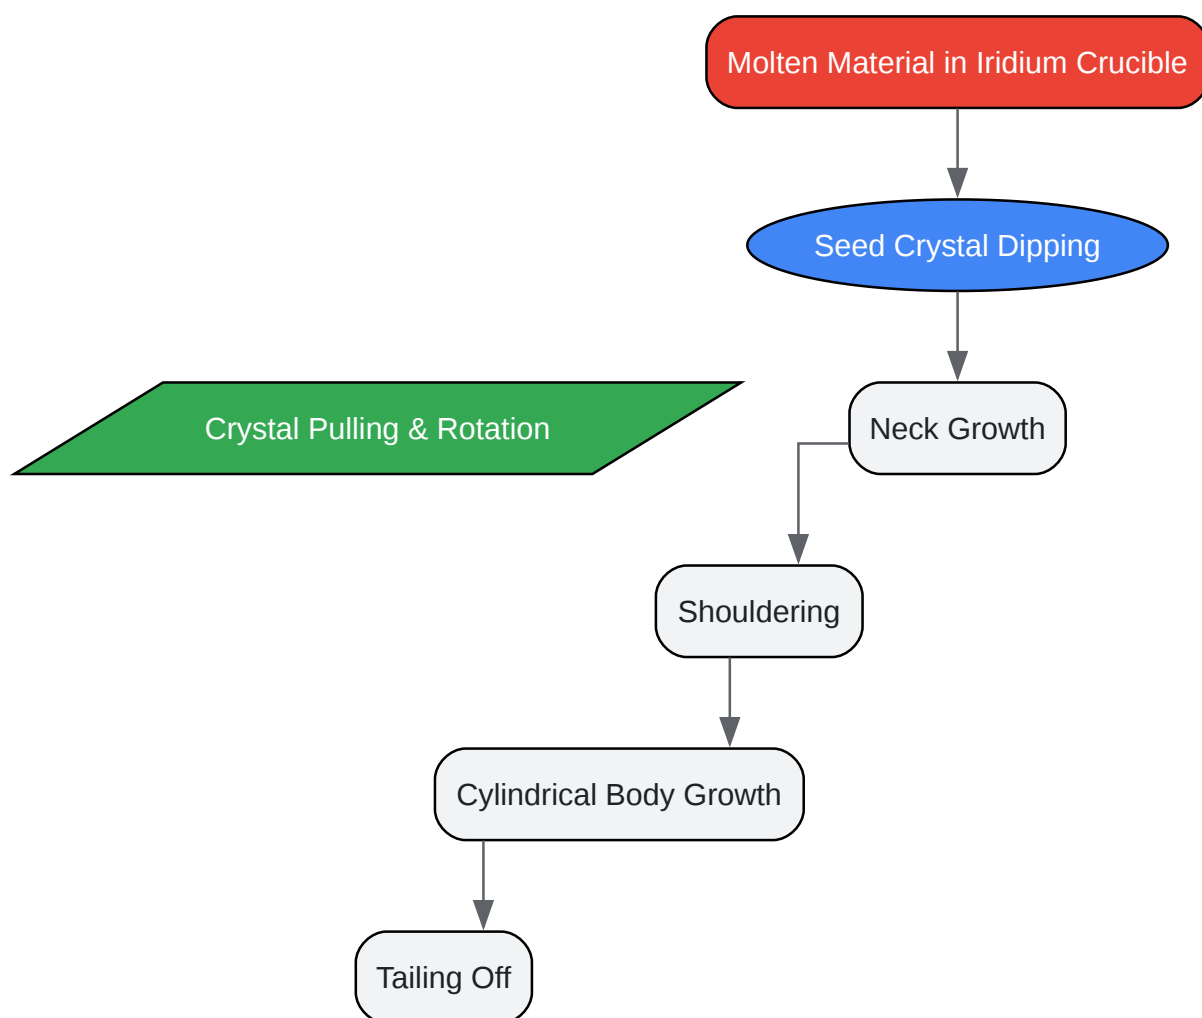 Molten Material in Iridium Crucible
Seed Crystal Dipping
Crystal Pulling & Rotation
Neck Growth
Shouldering
Cylindrical Body Growth
Tailing Off